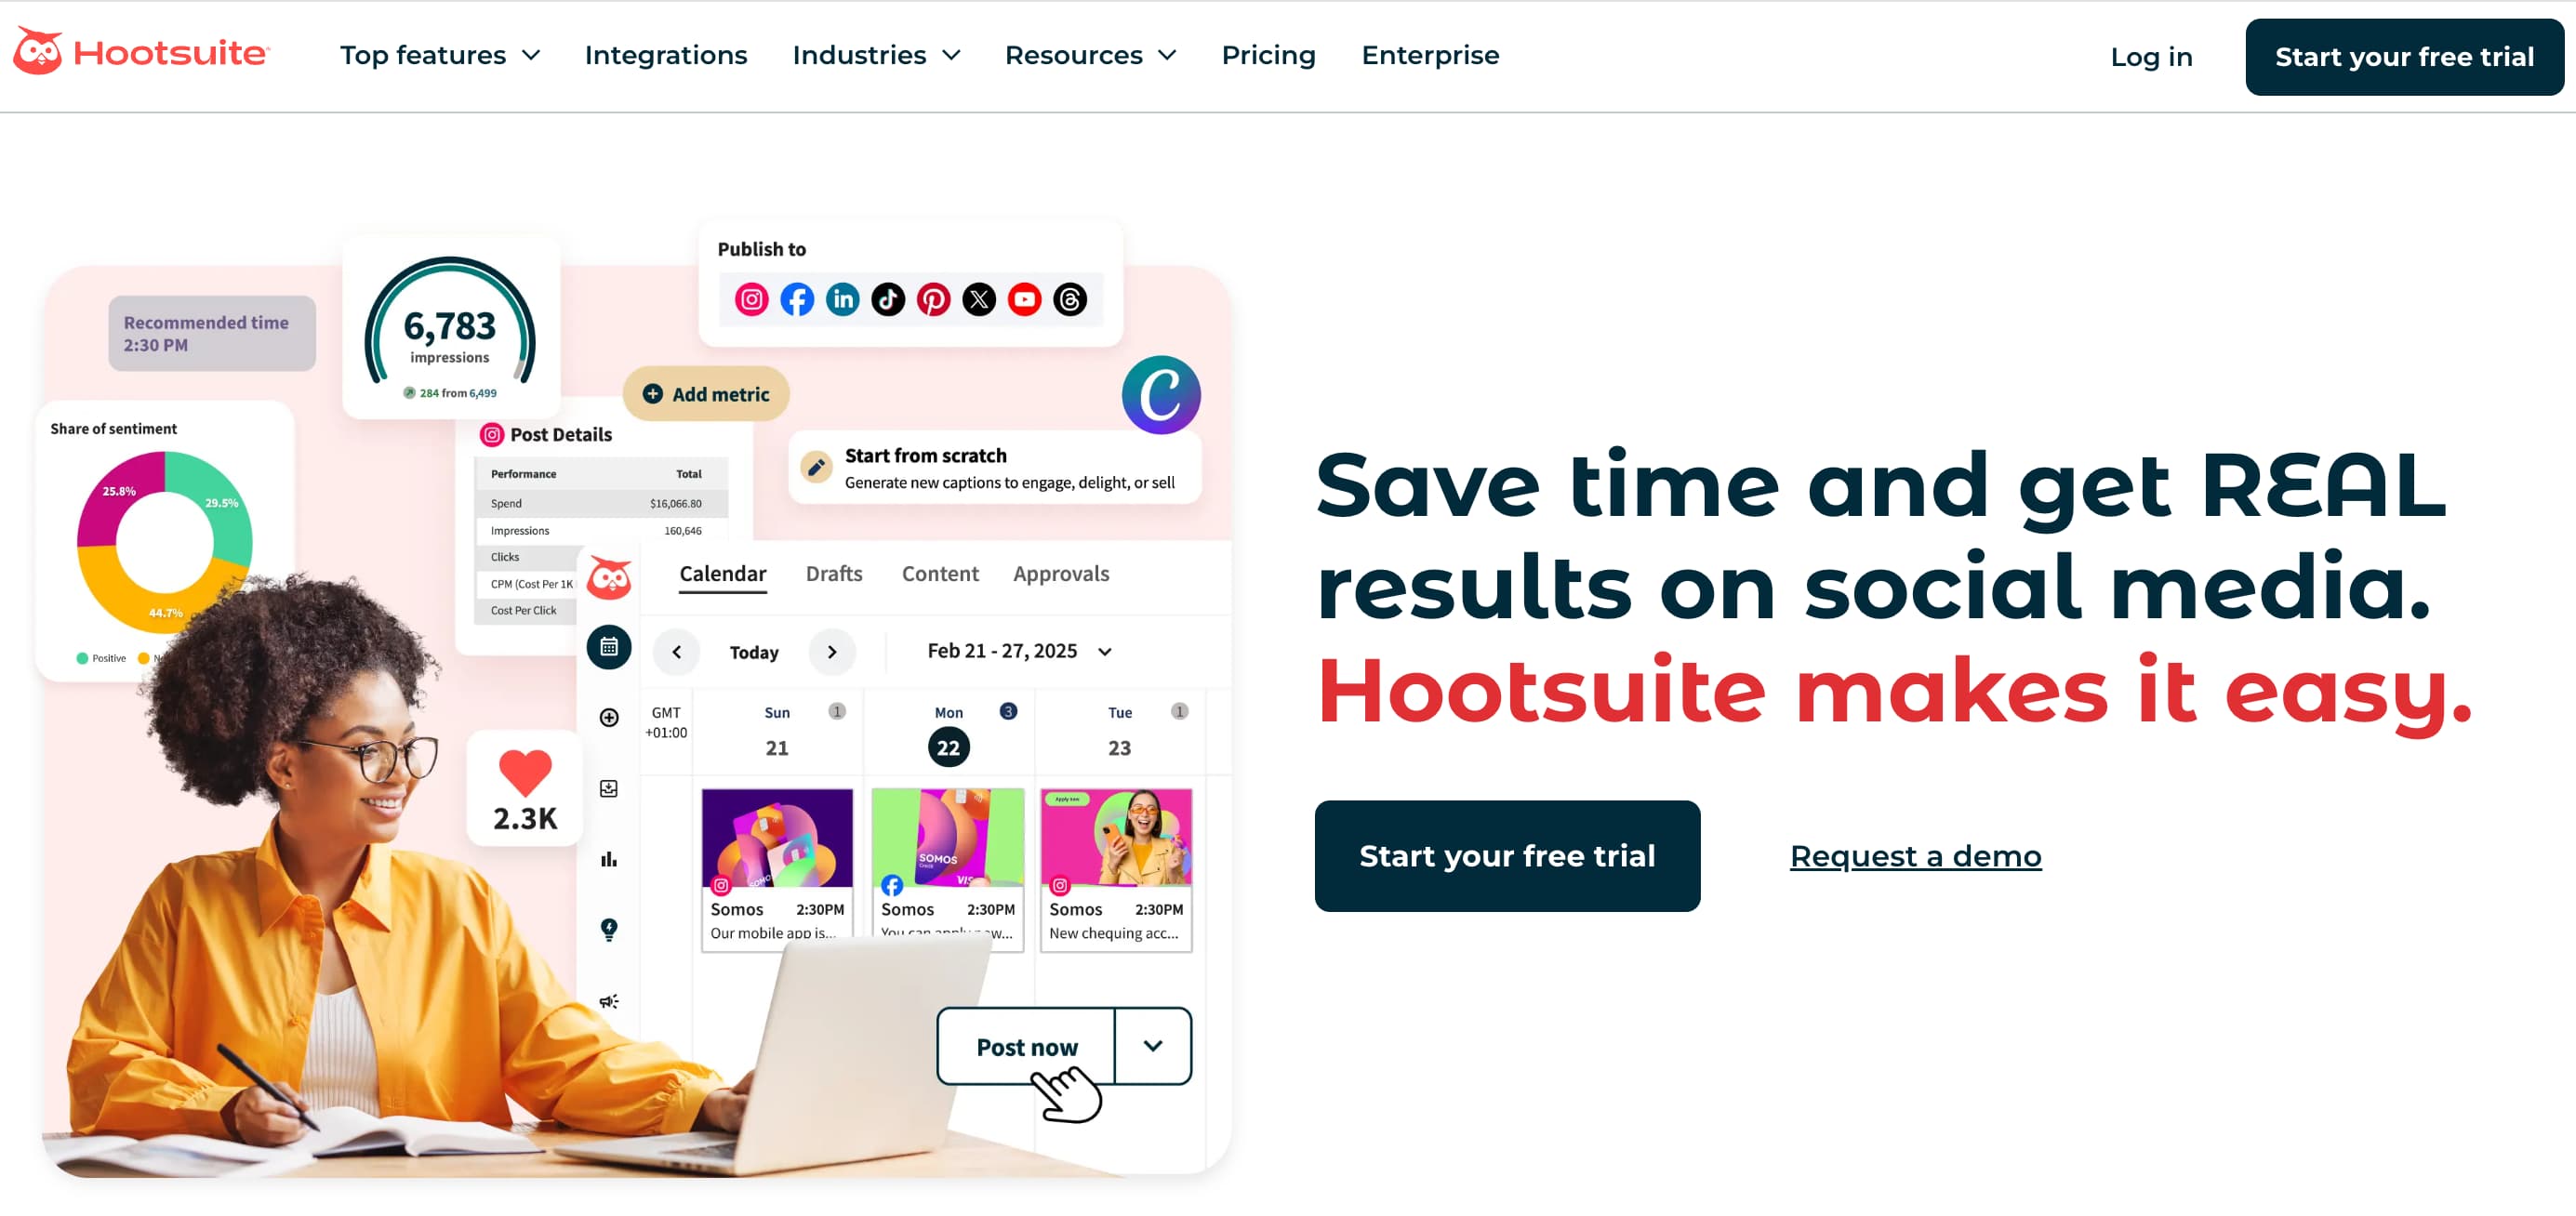 Hootsuite
Top features
Integrations
Industries
Resources
Pricing
Enterprise
Log in
Start your free trial
Recommended time
2:30 PM
6,783
impressions
284 from 6,499
Publish to
Add metric
Start from scratch
Generate new captions to engage, delight, or sell
Share of sentiment
25.8%
29.5%
44.7%
Positive
Post Details
Performance Total
Spend $16,066.80
Impressions 160,646
Clicks
CPM (Cost Per 1K
Cost Per Click
Calendar Drafts Content Approvals
Today
Feb 21 - 27, 2025
GMT
+01:00
Sun 1
21
Mon 3
22
Tue 1
23
2.3K
SOMOS
Apply now
Somos 2:30PM
Our mobile app is...
Somos 2:30PM
You can apply
Somos 2:30PM
New chequing acc...
Post now
Save time and get REAL
results on social media.
Hootsuite makes it easy.
Start your free trial
Request a demo